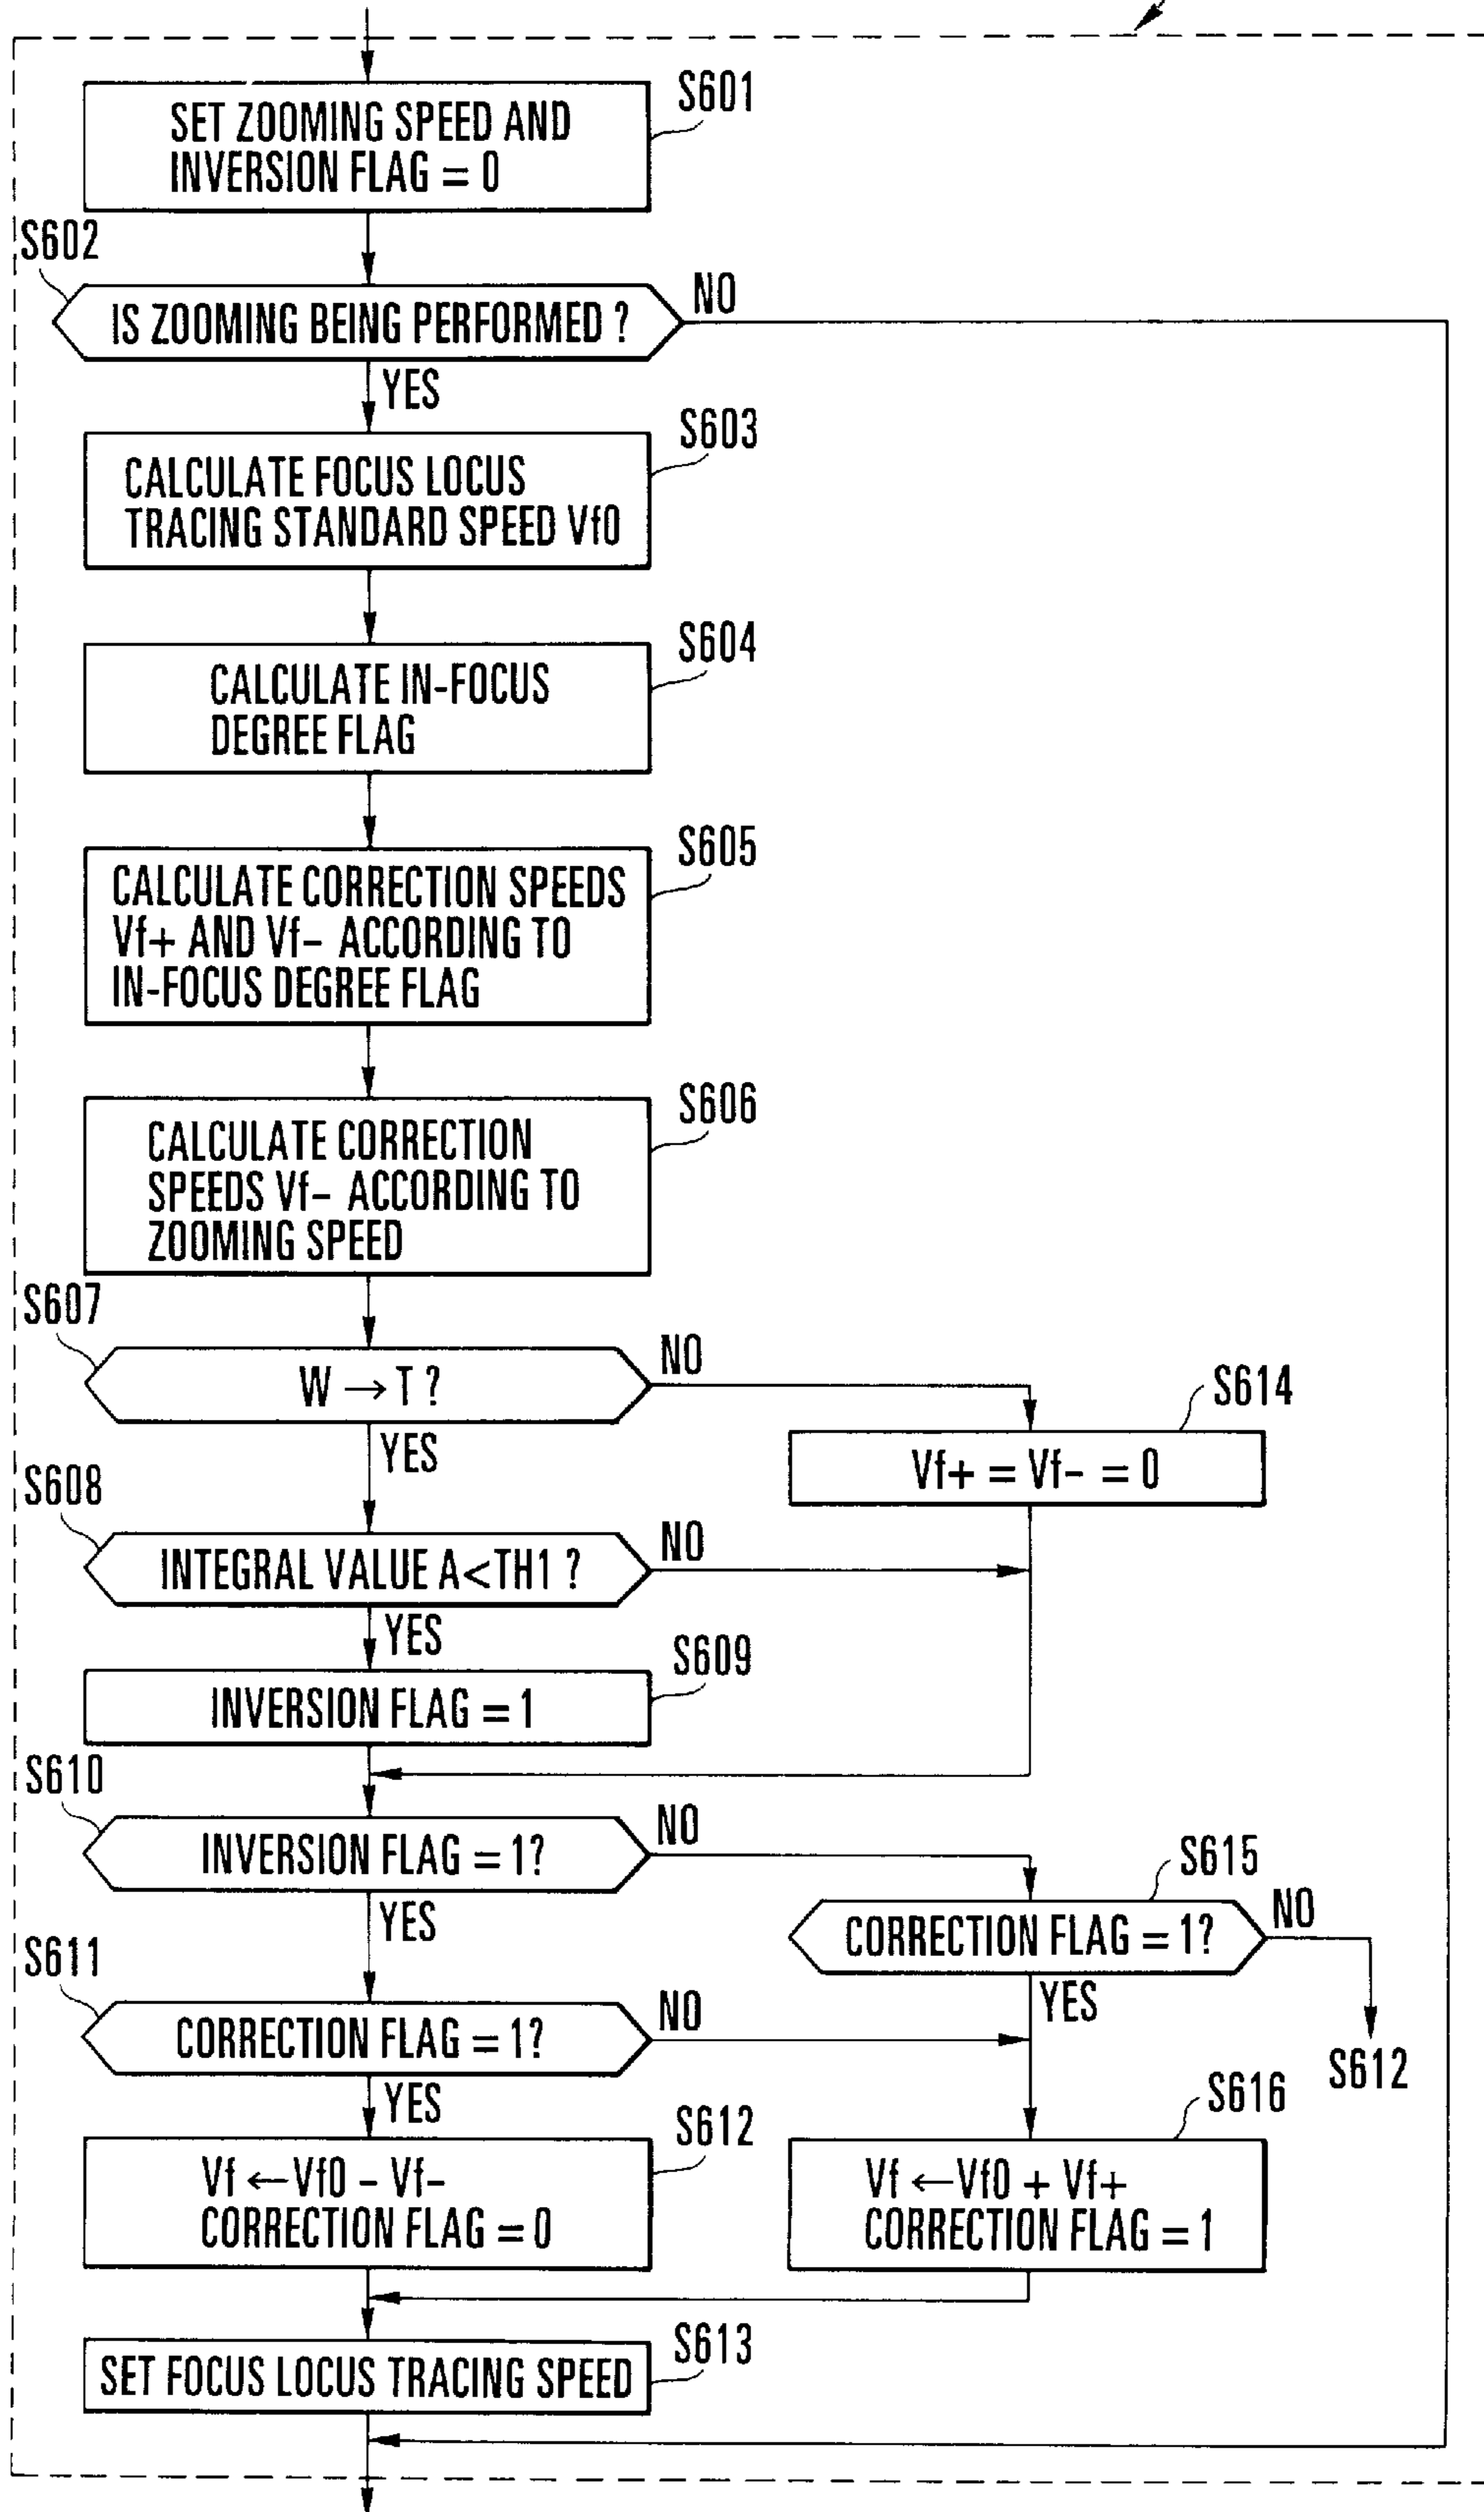 S601
SET ZOOMING SPEED AND
INVERSION FLAG = 0
S602
IS ZOOMING BEING PERFORMED ?
NO
YES
S603
CALCULATE FOCUS LOCUS
TRACING STANDARD SPEED Vf0
S604
CALCULATE IN-FOCUS
DEGREE FLAG
S605
CALCULATE CORRECTION SPEEDS
Vf+ AND Vf- ACCORDING TO
IN-FOCUS DEGREE FLAG
S606
CALCULATE CORRECTION
SPEEDS Vf- ACCORDING TO
ZOOMING SPEED
S607
W → T ?
NO
YES
S614
Vf+ = Vf- = 0
S608
INTEGRAL VALUE A<TH1 ?
NO
YES
S609
INVERSION FLAG = 1
S610
INVERSION FLAG = 1?
NO
YES
S615
CORRECTION FLAG = 1?
NO
YES
S612
S611
CORRECTION FLAG = 1?
NO
YES
S612
Vf ← Vf0 - Vf-
CORRECTION FLAG = 0
S616
Vf ← Vf0 + Vf+
CORRECTION FLAG = 1
S613
SET FOCUS LOCUS TRACING SPEED